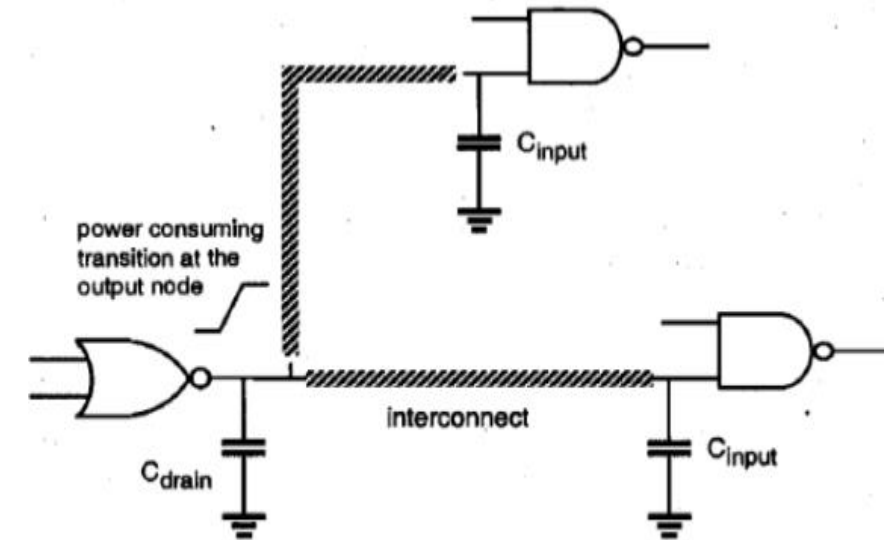 Cinput
power consuming
transition at the
output node
interconnect
Cdrain
Cinput